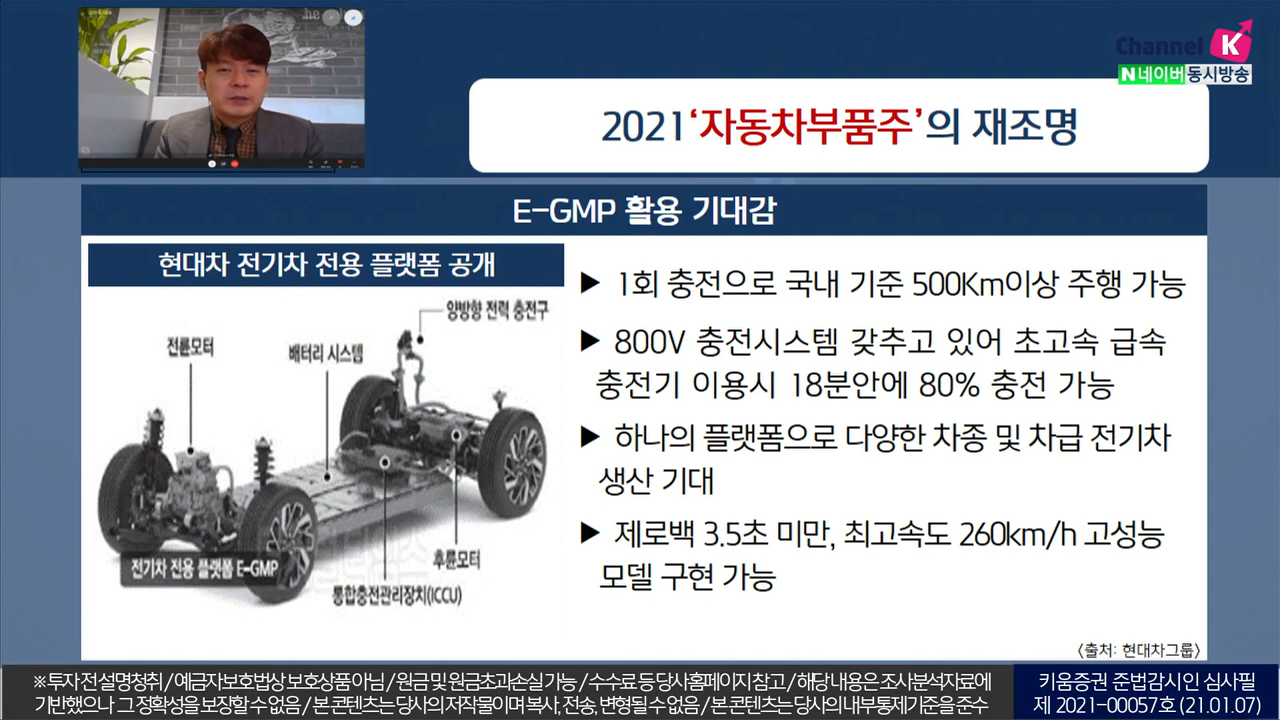 Channel K
N 네이버 동시방송
2021 ‘자동차부품주’의 재조명
E-GMP 활용 기대감
현대차 전기차 전용 플랫폼 공개
양방향 전력 충전구
전륜모터
배터리 시스템
후륜모터
전기차 전용 플랫폼 E-GMP
통합충전관리장치(ICCU)
▶ 1회 충전으로 국내 기준 500Km이상 주행 가능
▶ 800V 충전시스템 갖추고 있어 초고속 급속
충전기 이용시 18분안에 80% 충전 가능
▶ 하나의 플랫폼으로 다양한 차종 및 차급 전기차
생산 기대
▶ 제로백 3.5초 미만, 최고속도 260km/h 고성능
모델 구현 가능
〈출처: 현대차그룹〉
※ 투자 전 설명청취 / 예금자보호법상 보호상품 아님 / 원금 및 원금초과손실 가능 / 수수료 등 당사홈페이지 참고 / 해당 내용은 조사분석자료에
기반했으나 그 정확성을 보장할 수 없음 / 본 콘텐츠는 당사의 저작물이며 복사, 전송, 변형될 수 없음 / 본 콘텐츠는 당사의 내부통제기준을 준수
키움증권 준법감시인 심사필
제 2021-00057호 (21.01.07)